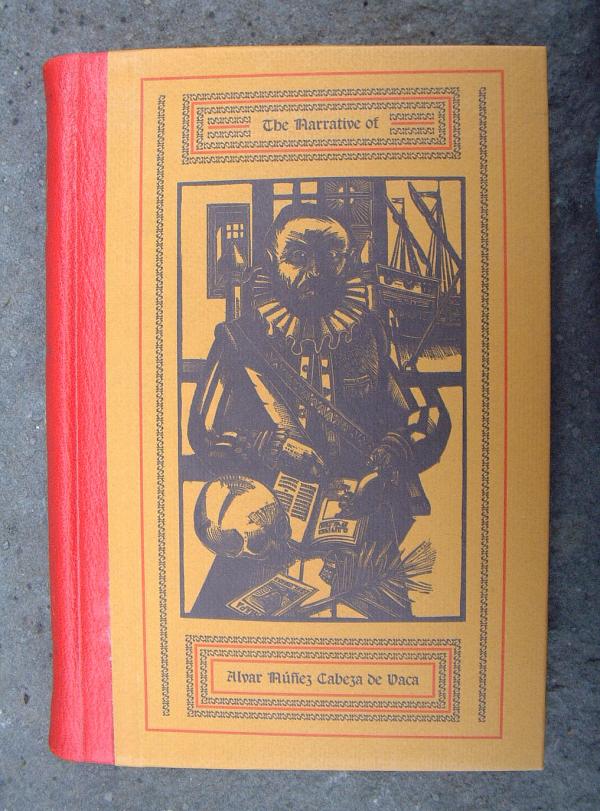 The Narrative of
Alvar Núñez Cabeza de Vaca